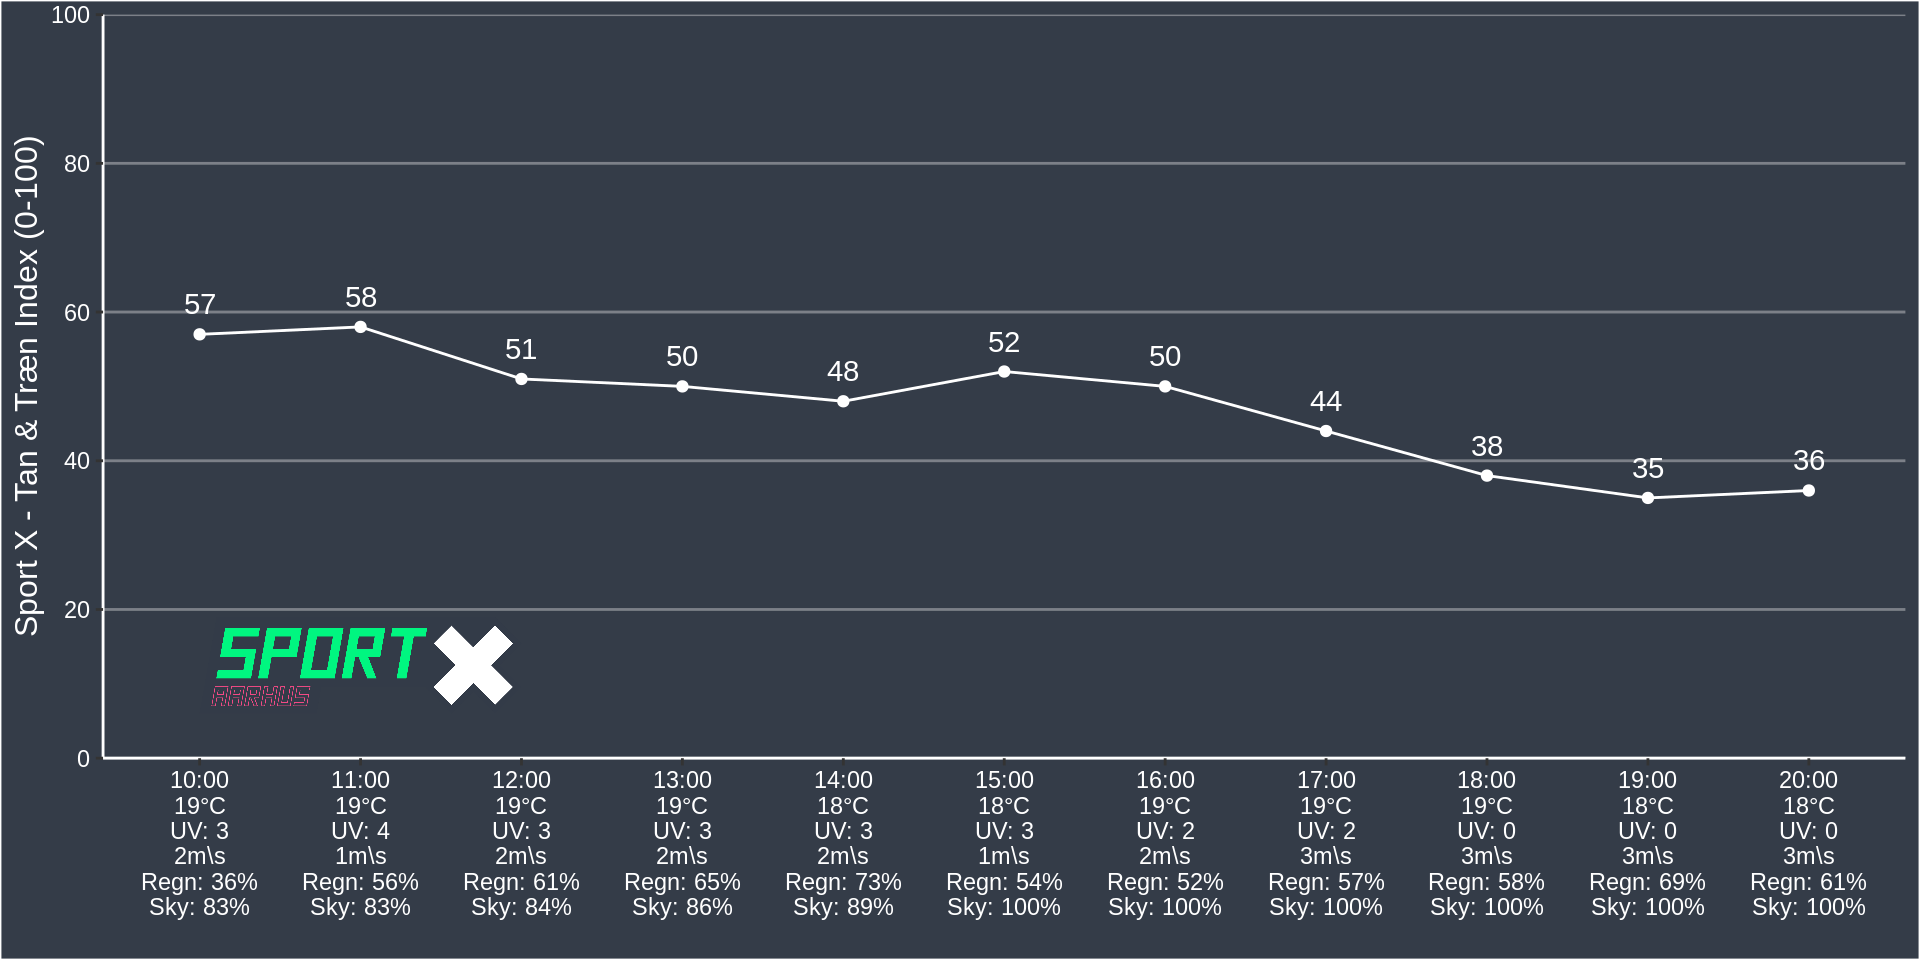 Sport X - Tan & Træn Index (0-100)
100
80
60
40
20
0
57
58
51
50
48
52
50
44
38
35
36
SPORT X
AARHUS
10:00 11:00 12:00 13:00 14:00 15:00 16:00 17:00 18:00 19:00 20:00
19°C 19°C 19°C 19°C 18°C 18°C 19°C 19°C 19°C 18°C 18°C
UV: 3 UV: 4 UV: 3 UV: 3 UV: 3 UV: 3 UV: 2 UV: 2 UV: 0 UV: 0 UV: 0
2m\s 1m\s 2m\s 2m\s 2m\s 1m\s 2m\s 3m\s 3m\s 3m\s 3m\s
Regn: 36% Regn: 56% Regn: 61% Regn: 65% Regn: 73% Regn: 54% Regn: 52% Regn: 57% Regn: 58% Regn: 69% Regn: 61%
Sky: 83% Sky: 83% Sky: 84% Sky: 86% Sky: 89% Sky: 100% Sky: 100% Sky: 100% Sky: 100% Sky: 100% Sky: 100%